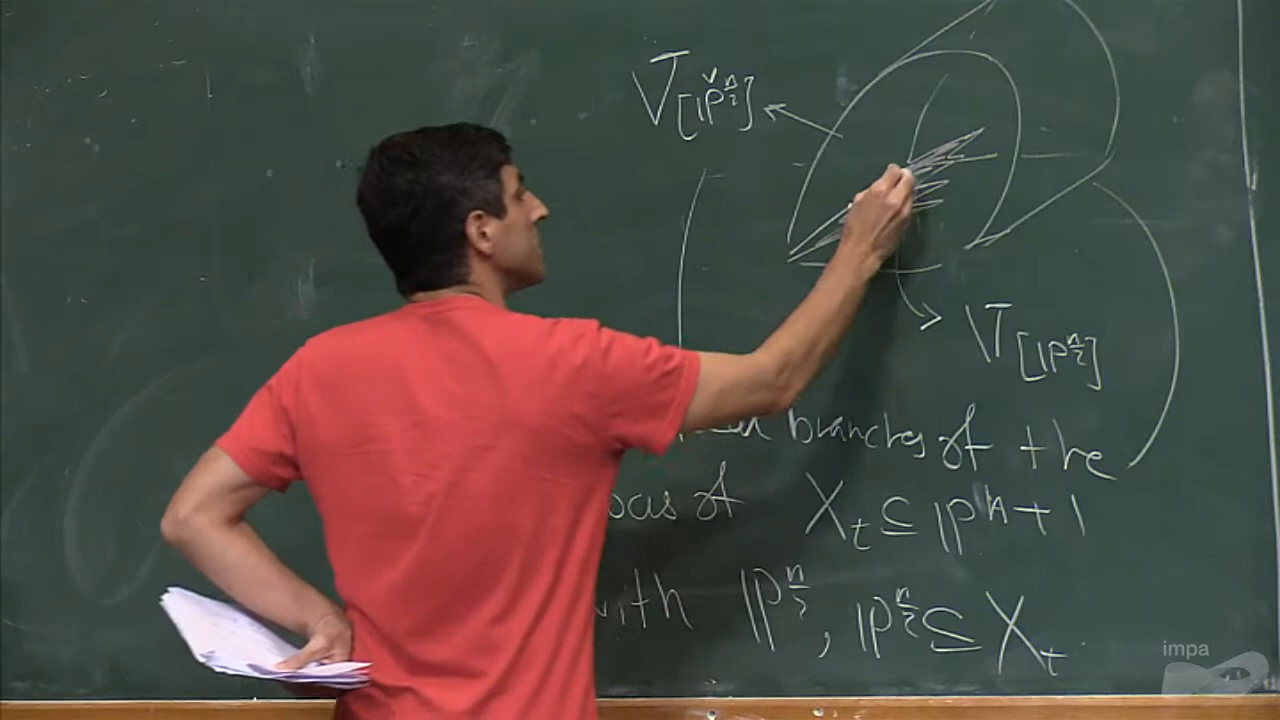 V[P̌^{n/2}]
V[P^{n/2}]
branches of the
of X_t ⊆ P^{n+1}
with P^{n/2}, P̌^{n/2} ⊆ X_t
impa